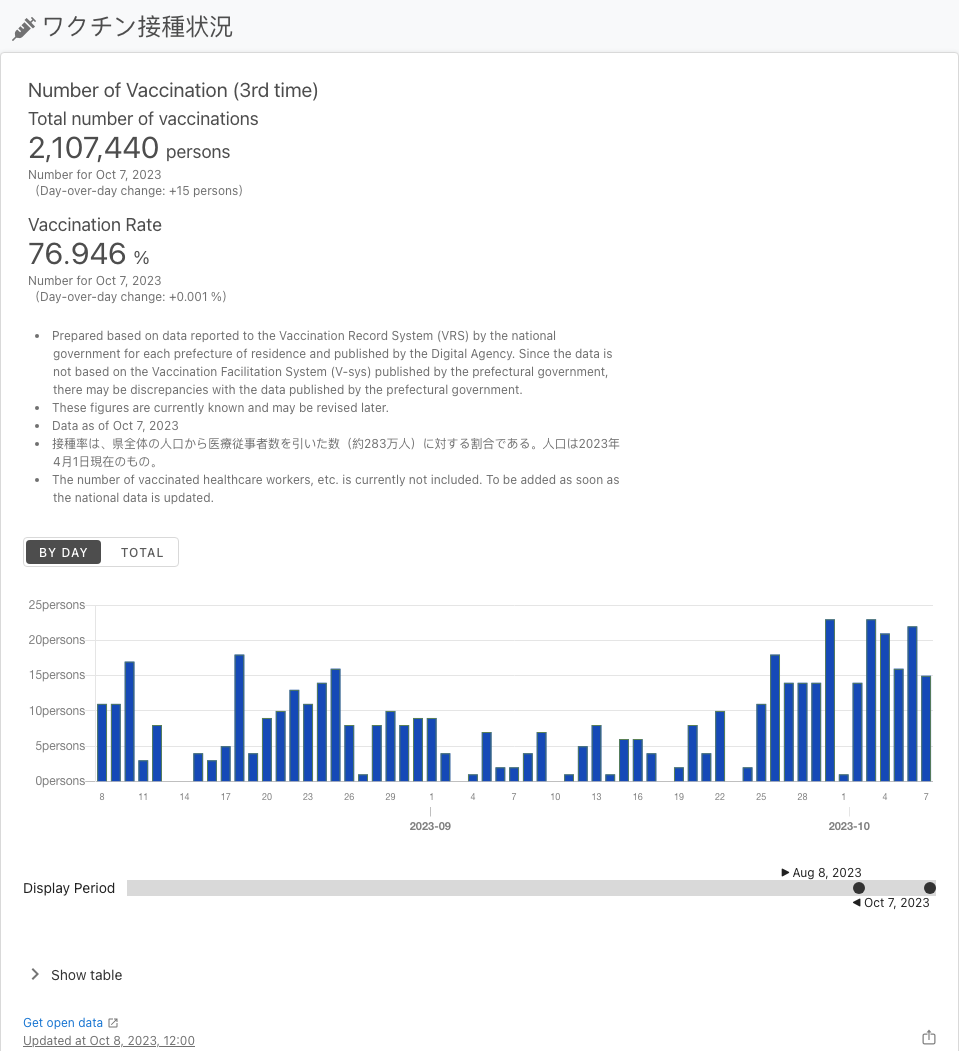 ワクチン接種状況
Number of Vaccination (3rd time)
Total number of vaccinations
2,107,440 persons
Number for Oct 7, 2023
(Day-over-day change: +15 persons)
Vaccination Rate
76.946 %
Number for Oct 7, 2023
(Day-over-day change: +0.001 %)
• Prepared based on data reported to the Vaccination Record System (VRS) by the national
government for each prefecture of residence and published by the Digital Agency. Since the data is
not based on the Vaccination Facilitation System (V-sys) published by the prefectural government,
there may be discrepancies with the data published by the prefectural government.
• These figures are currently known and may be revised later.
• Data as of Oct 7, 2023
• 接種率は、県全体の人口から医療従事者数を引いた数（約283万人）に対する割合である。人口は2023年
4月1日現在のもの。
• The number of vaccinated healthcare workers, etc. is currently not included. To be added as soon as
the national data is updated.
BY DAY TOTAL
25persons
20persons
15persons
10persons
5persons
0persons
8 11 14 17 20 23 26 29 1 4 7 10 13 16 19 22 25 28 1 4 7
2023-09 2023-10
Aug 8, 2023
Display Period
Oct 7, 2023
Show table
Get open data
Updated at Oct 8, 2023, 12:00